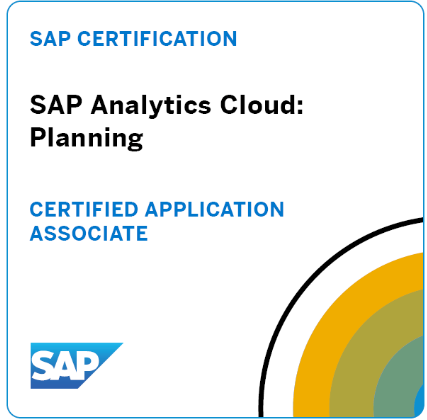 SAP CERTIFICATION
SAP Analytics Cloud:
Planning
CERTIFIED APPLICATION
ASSOCIATE
SAP